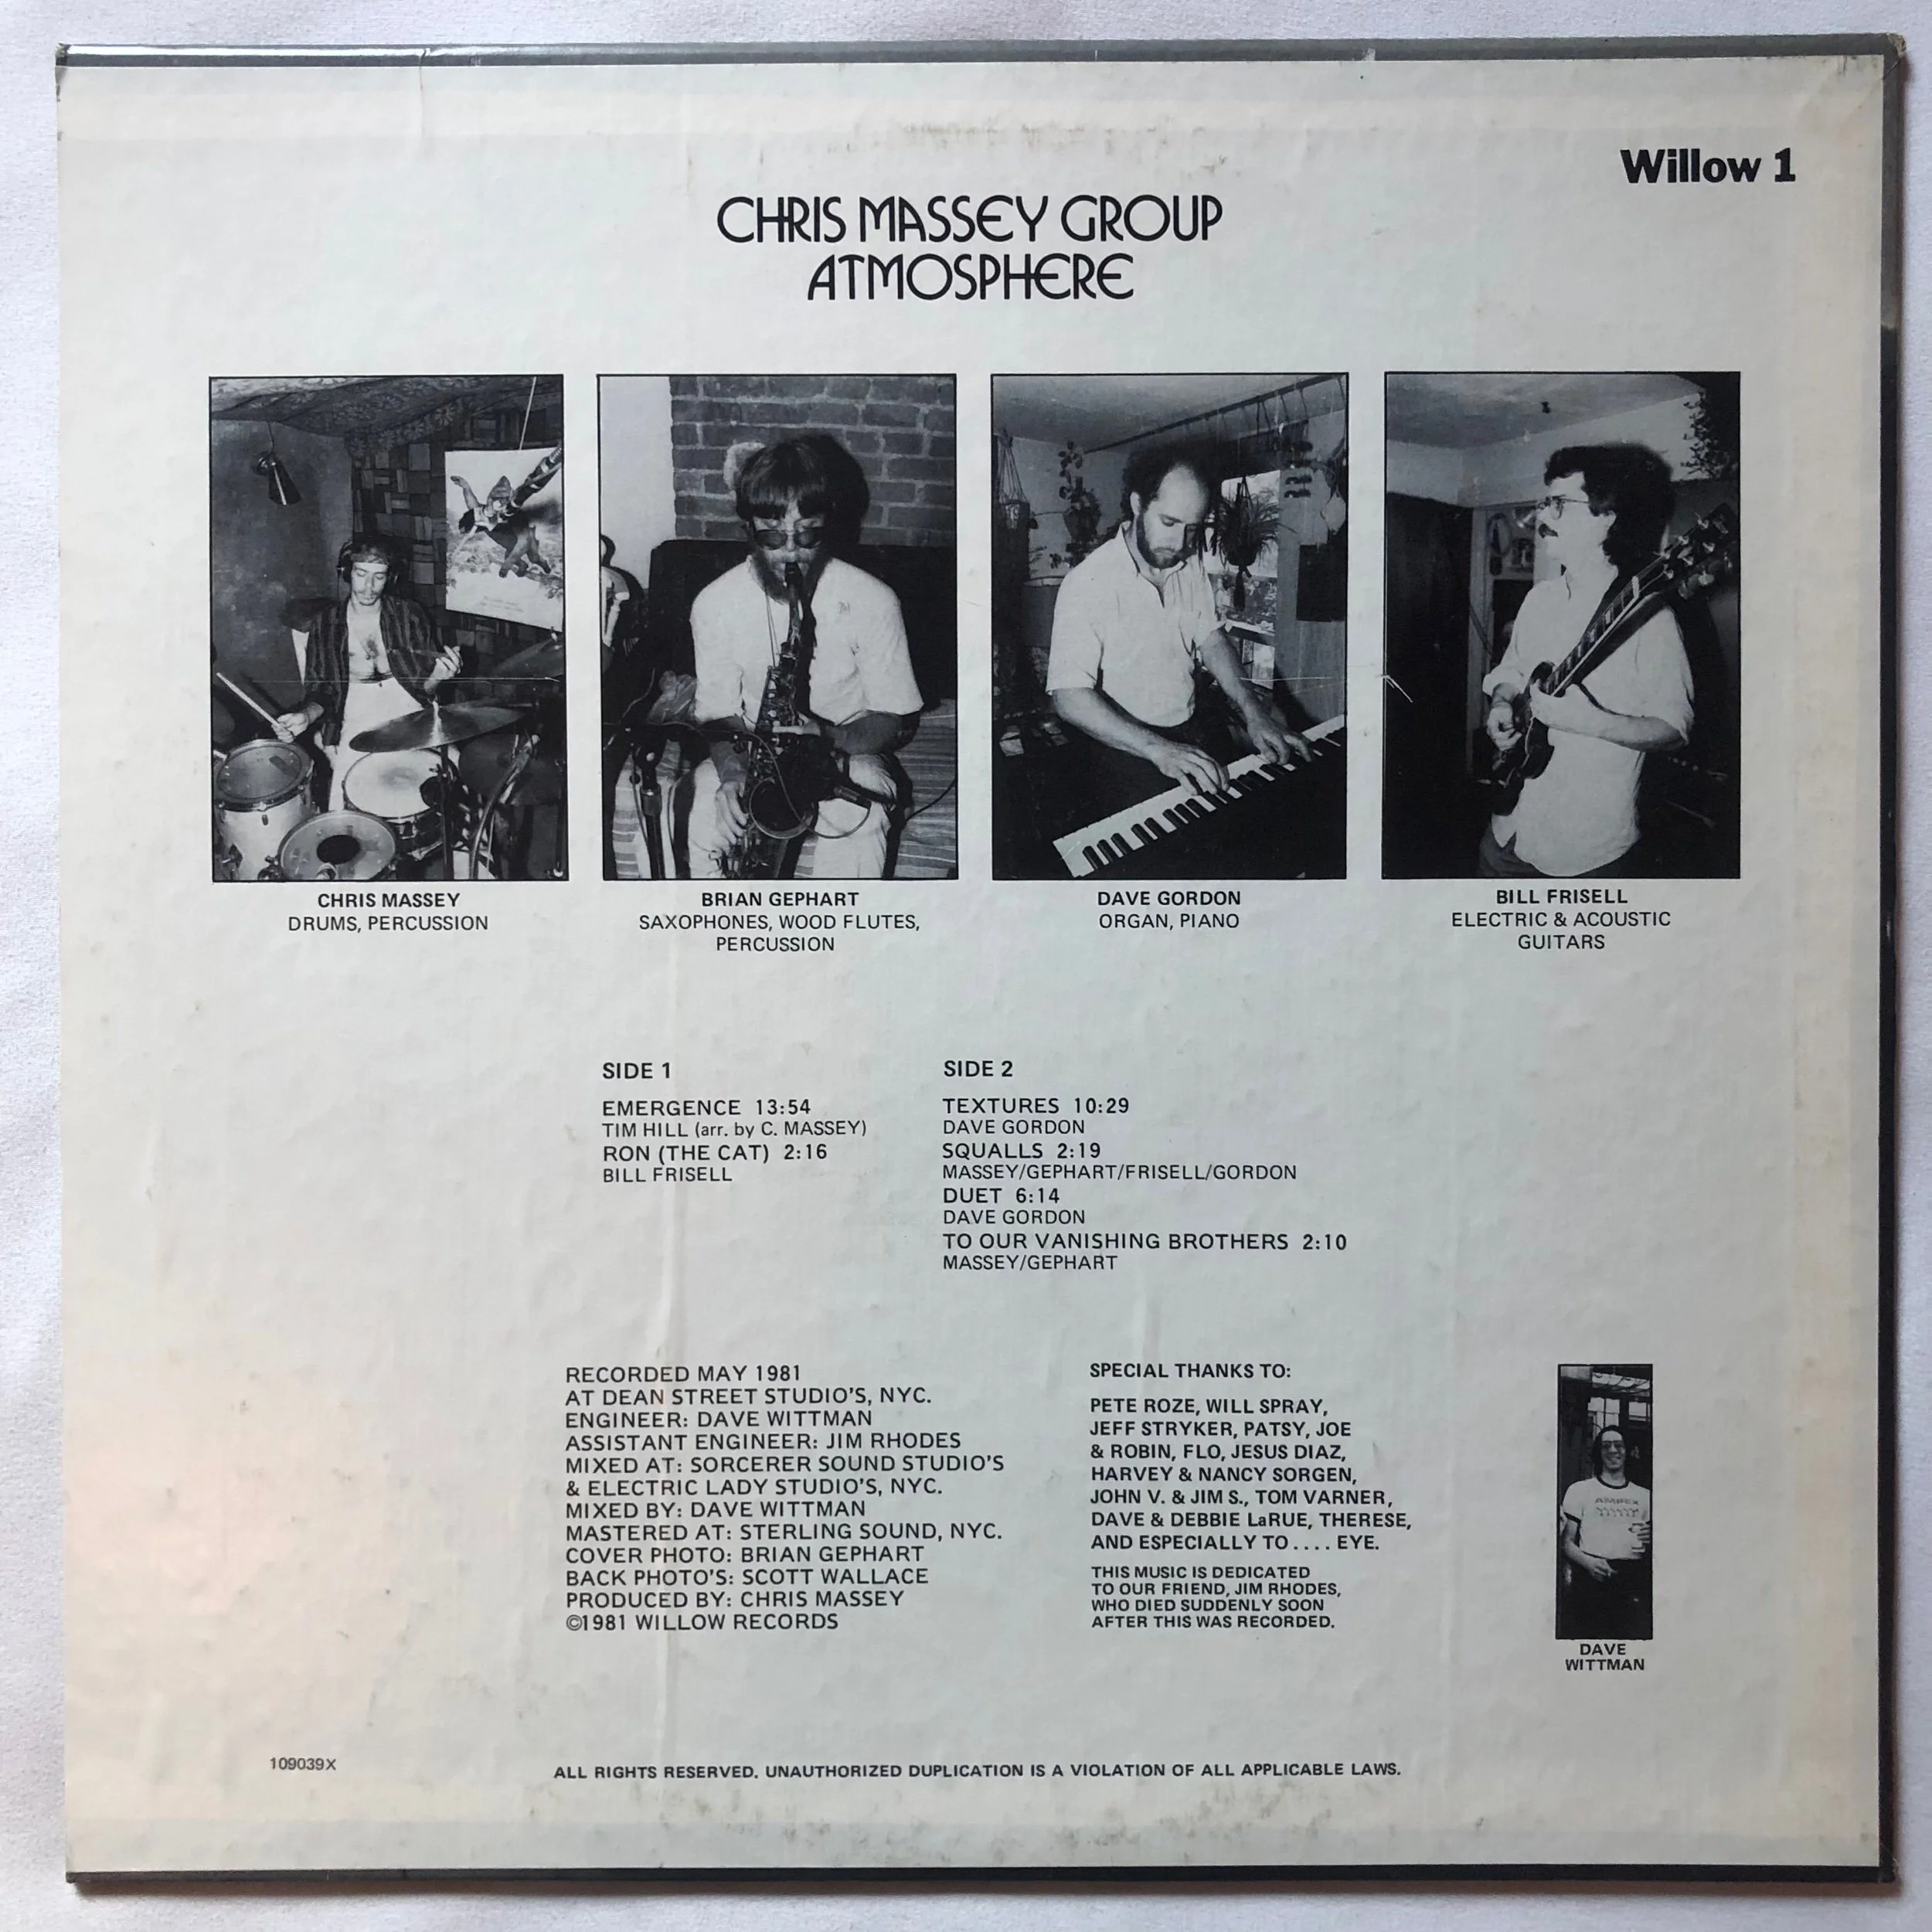 Willow 1
CHRIS MASSEY GROUP
ATMOSPHERE
CHRIS MASSEY
DRUMS, PERCUSSION
BRIAN GEPHART
SAXOPHONES, WOOD FLUTES,
PERCUSSION
DAVE GORDON
ORGAN, PIANO
BILL FRISELL
ELECTRIC & ACOUSTIC
GUITARS
SIDE 1
EMERGENCE 13:54
TIM HILL (arr. by C. MASSEY)
RON (THE CAT) 2:16
BILL FRISELL
SIDE 2
TEXTURES 10:29
DAVE GORDON
SQUALLS 2:19
MASSEY/GEPHART/FRISELL/GORDON
DUET 6:14
DAVE GORDON
TO OUR VANISHING BROTHERS 2:10
MASSEY/GEPHART
RECORDED MAY 1981
AT DEAN STREET STUDIO'S, NYC.
ENGINEER: DAVE WITTMAN
ASSISTANT ENGINEER: JIM RHODES
MIXED AT: SORCERER SOUND STUDIO'S
& ELECTRIC LADY STUDIO'S, NYC.
MIXED BY: DAVE WITTMAN
MASTERED AT: STERLING SOUND, NYC.
COVER PHOTO: BRIAN GEPHART
BACK PHOTO'S: SCOTT WALLACE
PRODUCED BY: CHRIS MASSEY
©1981 WILLOW RECORDS
SPECIAL THANKS TO:
PETE ROZE, WILL SPRAY,
JEFF STRYKER, PATSY, JOE
& ROBIN, FLO, JESUS DIAZ,
HARVEY & NANCY SORGEN,
JOHN V. & JIM S., TOM VARNER,
DAVE & DEBBIE LaRUE, THERESE,
AND ESPECIALLY TO .... EYE.
THIS MUSIC IS DEDICATED
TO OUR FRIEND, JIM RHODES,
WHO DIED SUDDENLY SOON
AFTER THIS WAS RECORDED.
AMPEX
DAVE
WITTMAN
109039X
ALL RIGHTS RESERVED. UNAUTHORIZED DUPLICATION IS A VIOLATION OF ALL APPLICABLE LAWS.